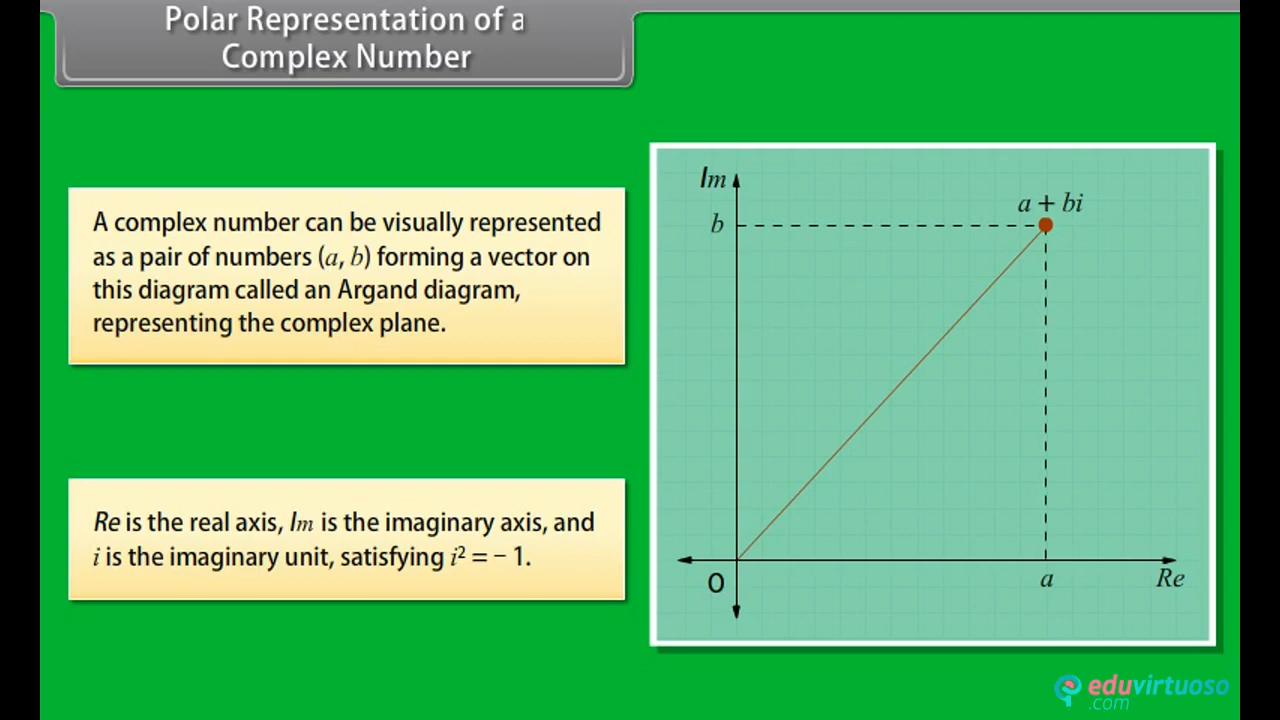 Polar Representation of a
Complex Number
A complex number can be visually represented
as a pair of numbers (a, b) forming a vector on
this diagram called an Argand diagram,
representing the complex plane.
Re is the real axis, Im is the imaginary axis, and
i is the imaginary unit, satisfying i² = − 1.
Im
a + bi
b
O
a
Re
eduvirtuoso
.com